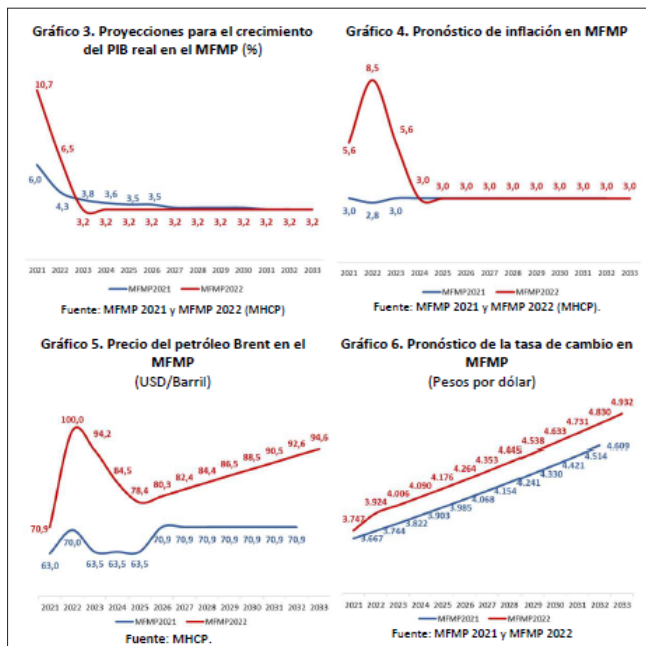 Gráfico 3. Proyecciones para el crecimiento
del PIB real en el MFMP (%)
10,7
6,5
6,0
4,3
3,8
3,6
3,5
3,5
3,2 3,2 3,2 3,2 3,2 3,2 3,2 3,2 3,2 3,2 3,2
2021 2022 2023 2024 2025 2026 2027 2028 2029 2030 2031 2032 2033
MFMP2021 MFMP2022
Fuente: MFMP 2021 y MFMP 2022 (MHCP)
Gráfico 4. Pronóstico de inflación en MFMP
8,5
5,6
5,6
3,0 3,0 3,0 3,0 3,0 3,0 3,0 3,0 3,0 3,0
3,0 2,8 3,0
2021 2022 2023 2024 2025 2026 2027 2028 2029 2030 2031 2032 2033
MFMP2021 MFMP2022
Fuente: MFMP 2021 y MFMP 2022 (MHCP).
Gráfico 5. Precio del petróleo Brent en el
MFMP
(USD/Barril)
70,9 100,0 94,2 84,5 78,4 80,3 82,4 84,4 86,5 88,5 90,5 92,6 94,6
63,0 70,0 63,5 63,5 63,5 70,9 70,9 70,9 70,9 70,9 70,9 70,9
2021 2022 2023 2024 2025 2026 2027 2028 2029 2030 2031 2032 2033
MFMP2021 MFMP2022
Fuente: MHCP.
Gráfico 6. Pronóstico de la tasa de cambio en
MFMP
(Pesos por dólar)
3.747 3.924 4.006 4.090 4.176 4.264 4.353 4.445 4.538 4.633 4.731 4.830 4.932
3.667 3.744 3.822 3.903 3.985 4.068 4.154 4.241 4.330 4.421 4.514 4.609
2021 2022 2023 2024 2025 2026 2027 2028 2029 2030 2031 2032 2033
MFMP2021 MFMP2022
Fuente: MFMP 2021 y MFMP 2022